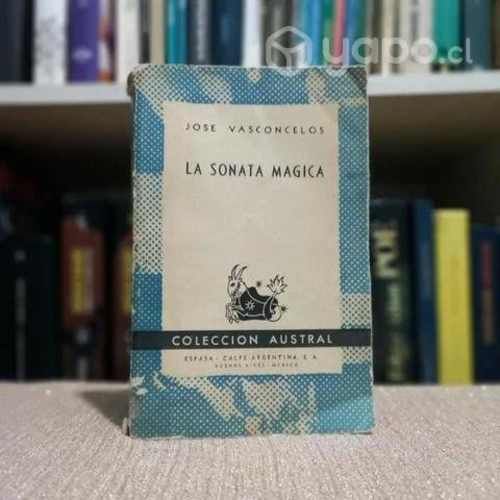 yapo.cl
JOSE VASCONCELOS
LA SONATA MAGICA
COLECCION AUSTRAL
ESPASA - CALPE ARGENTINA, S. A.
BUENOS AIRES - MEXICO